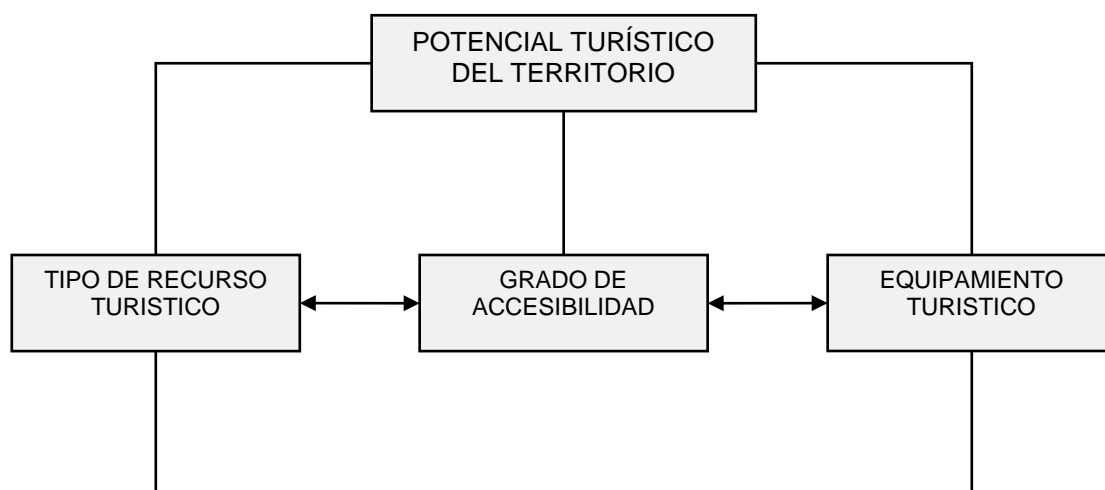 POTENCIAL TURÍSTICO
DEL TERRITORIO
TIPO DE RECURSO
TURISTICO
GRADO DE
ACCESIBILIDAD
EQUIPAMIENTO
TURISTICO